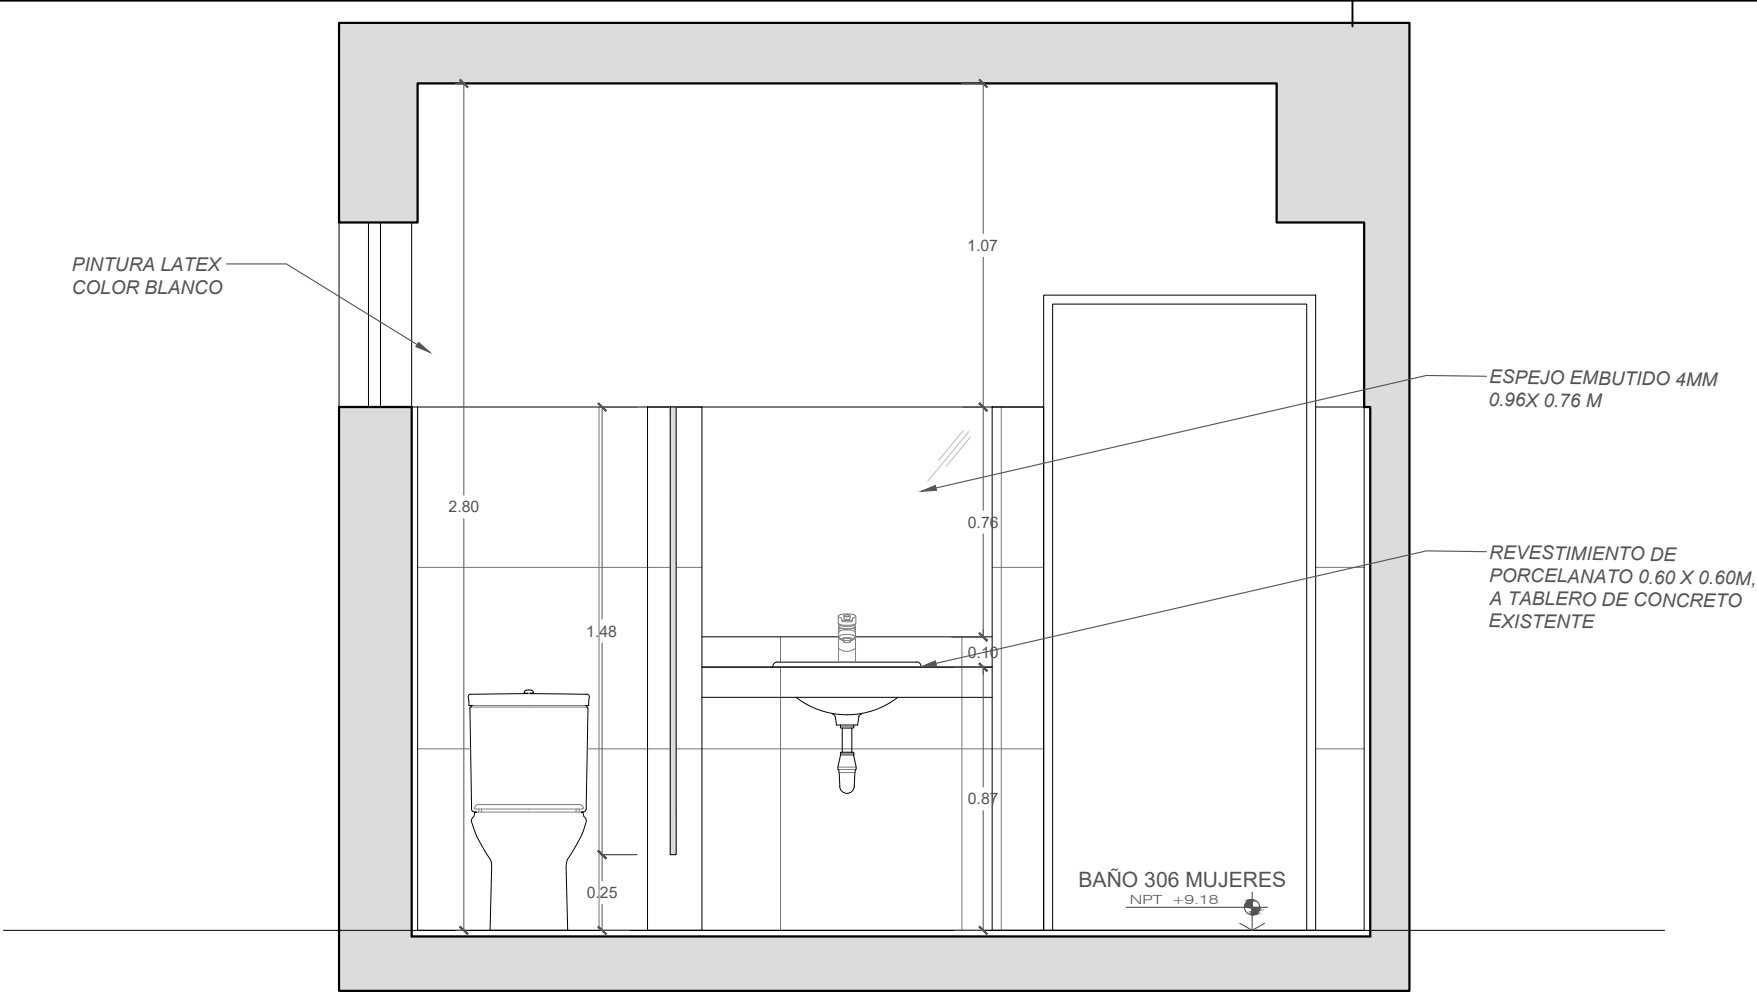 1.07
PINTURA LATEX
COLOR BLANCO
ESPEJO EMBUTIDO 4MM
0.96X 0.76 M
2.80
0.76
REVESTIMIENTO DE
PORCELANATO 0.60 X 0.60M,
A TABLERO DE CONCRETO
EXISTENTE
1.48
0.10
0.87
0.25
BAÑO 306 MUJERES
NPT +9.18